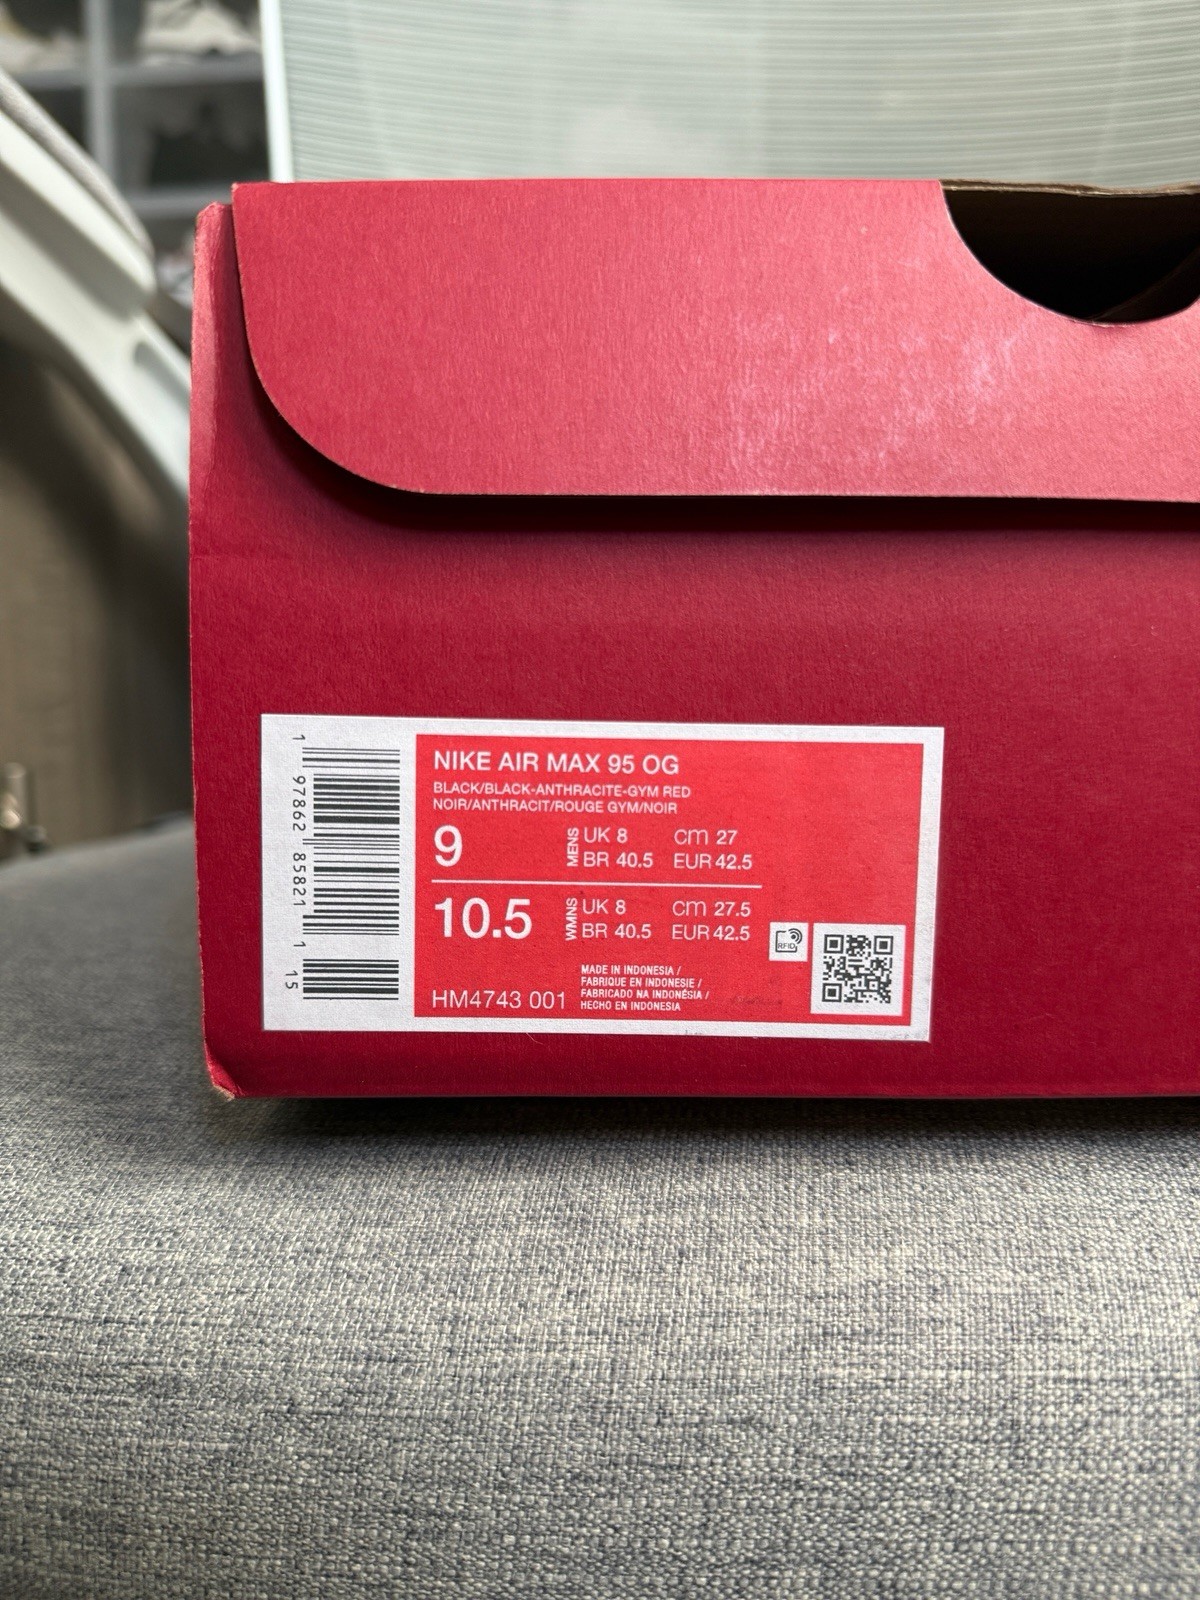 1 97862 85821 1 15
NIKE AIR MAX 95 OG
BLACK/BLACK-ANTHRACITE-GYM RED
NOIR/ANTHRACIT/ROUGE GYM/NOIR
9 MENS UK 8 cm 27
BR 40.5 EUR 42.5
10.5 WMNS UK 8 cm 27.5
BR 40.5 EUR 42.5
RFID
HM4743 001
MADE IN INDONESIA /
FABRIQUE EN INDONESIE /
FABRICADO NA INDONÉSIA /
HECHO EN INDONESIA